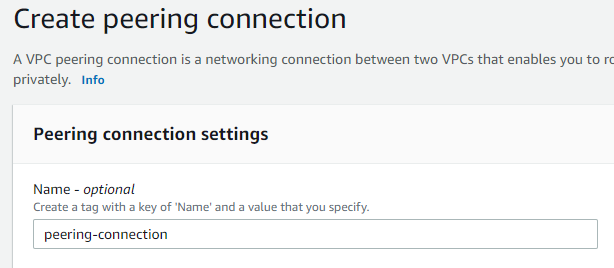 Create peering connection
A VPC peering connection is a networking connection between two VPCs that enables you to
privately. Info
Peering connection settings
Name - optional
Create a tag with a key of 'Name' and a value that you specify.
peering-connection